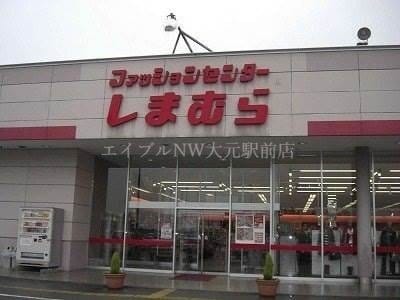 ファッションセンター
しまむら
エイブルNW大元駅前店